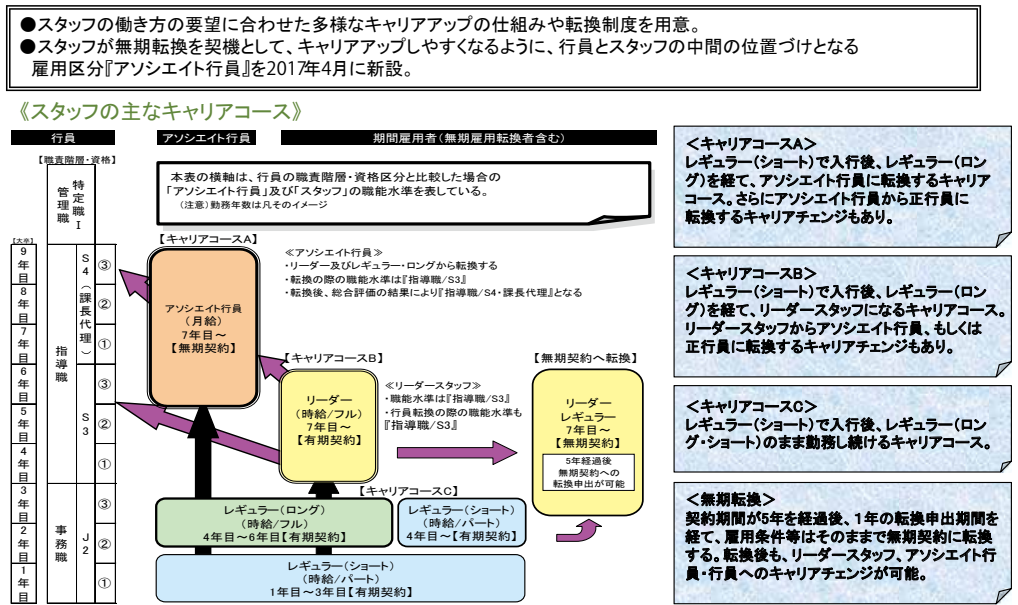 ●スタッフの働き方の要望に合わせた多様なキャリアアップの仕組みや転換制度を用意。
●スタッフが無期転換を契機として、キャリアアップしやすくなるように、行員とスタッフの中間の位置づけとなる
雇用区分『アソシエイト行員』を2017年4月に新設。
《スタッフの主なキャリアコース》
行員
アソシエイト行員
期間雇用者(無期雇用転換者含む)
【職責階層・資格】
管理職
特定職Ⅰ
本表の横軸は、行員の職責階層・資格区分と比較した場合の
「アソシエイト行員」及び「スタッフ」の職能水準を表している。
(注意)勤務年数は凡そのイメージ
【大卒】
9年目
8年目
7年目
6年目
5年目
4年目
3年目
2年目
1年目
指導職
事務職
S4(課長代理)
S3
J2
③
②
①
③
②
①
③
②
①
【キャリアコースA】
アソシエイト行員
(月給)
7年目～
【無期契約】
≪アソシエイト行員≫
・リーダー及びレギュラー・ロングから転換する
・転換の際の職能水準は『指導職/S3』
・転換後、総合評価の結果により『指導職/S4・課長代理』となる
【キャリアコースB】
リーダー
(時給/フル)
7年目～
【有期契約】
≪リーダースタッフ≫
・職能水準は『指導職/S3』
・行員転換の際の職能水準も
『指導職/S3』
【無期契約へ転換】
リーダー
レギュラー
7年目～
【無期契約】
5年経過後
無期契約への
転換申出が可能
【キャリアコースC】
レギュラー(ロング)
(時給/フル)
4年目～6年目【有期契約】
レギュラー(ショート)
(時給/パート)
4年目～【有期契約】
レギュラー(ショート)
(時給/パート)
1年目～3年目【有期契約】
＜キャリアコースA＞
レギュラー(ショート)で入行後、レギュラー(ロン
グ)を経て、アソシエイト行員に転換するキャリア
コース。さらにアソシエイト行員から正行員に
転換するキャリアチェンジもあり。
＜キャリアコースB＞
レギュラー(ショート)で入行後、レギュラー(ロン
グ)を経て、リーダースタッフになるキャリアコース。
リーダースタッフからアソシエイト行員、もしくは
正行員に転換するキャリアチェンジもあり。
＜キャリアコースC＞
レギュラー(ショート)で入行後、レギュラー(ロン
グ・ショート)のまま勤務し続けるキャリアコース。
＜無期転換＞
契約期間が5年を経過後、1年の転換申出期間を
経て、雇用条件等はそのままで無期契約に転換
する。転換後も、リーダースタッフ、アソシエイト行
員・行員へのキャリアチェンジが可能。